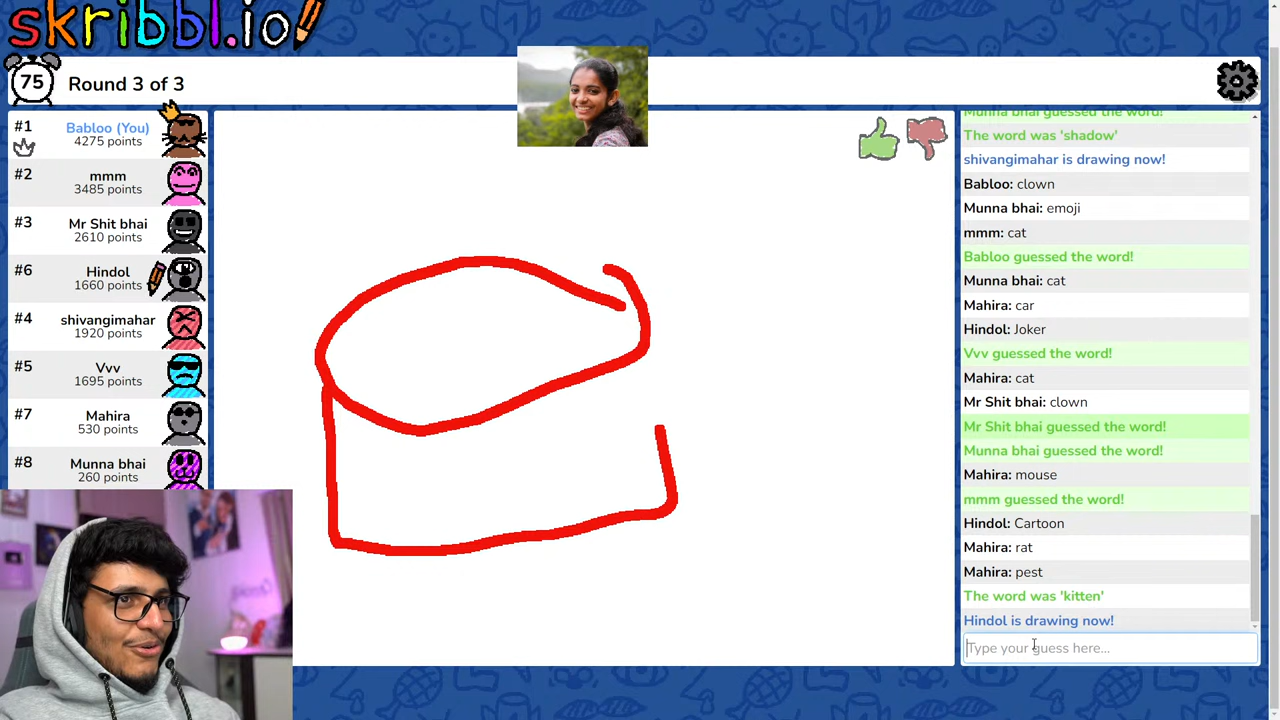 skribbl.io
75
Round 3 of 3
#1
Babloo (You)
4275 points
#2
mmm
3485 points
#3
Mr Shit bhai
2610 points
#6
Hindol
1660 points
#4
shivangimahar
1920 points
#5
Vvv
1695 points
#7
Mahira
530 points
#8
Munna bhai
260 points
Munna bhai guessed the word!
The word was 'shadow'
shivangimahar is drawing now!
Babloo: clown
Munna bhai: emoji
mmm: cat
Babloo guessed the word!
Munna bhai: cat
Mahira: car
Hindol: Joker
Vvv guessed the word!
Mahira: cat
Mr Shit bhai: clown
Mr Shit bhai guessed the word!
Munna bhai guessed the word!
Mahira: mouse
mmm guessed the word!
Hindol: Cartoon
Mahira: rat
Mahira: pest
The word was 'kitten'
Hindol is drawing now!
Type your guess here...